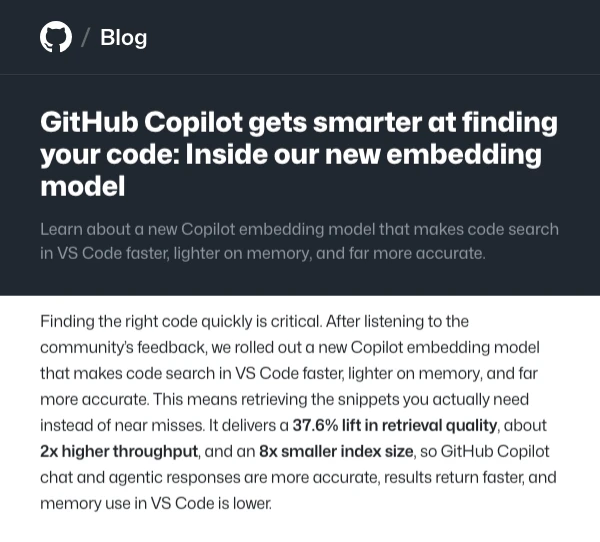 / Blog
GitHub Copilot gets smarter at finding
your code: Inside our new embedding
model
Learn about a new Copilot embedding model that makes code search
in VS Code faster, lighter on memory, and far more accurate.
Finding the right code quickly is critical. After listening to the
community's feedback, we rolled out a new Copilot embedding model
that makes code search in VS Code faster, lighter on memory, and far
more accurate. This means retrieving the snippets you actually need
instead of near misses. It delivers a 37.6% lift in retrieval quality, about
2x higher throughput, and an 8x smaller index size, so GitHub Copilot
chat and agentic responses are more accurate, results return faster, and
memory use in VS Code is lower.